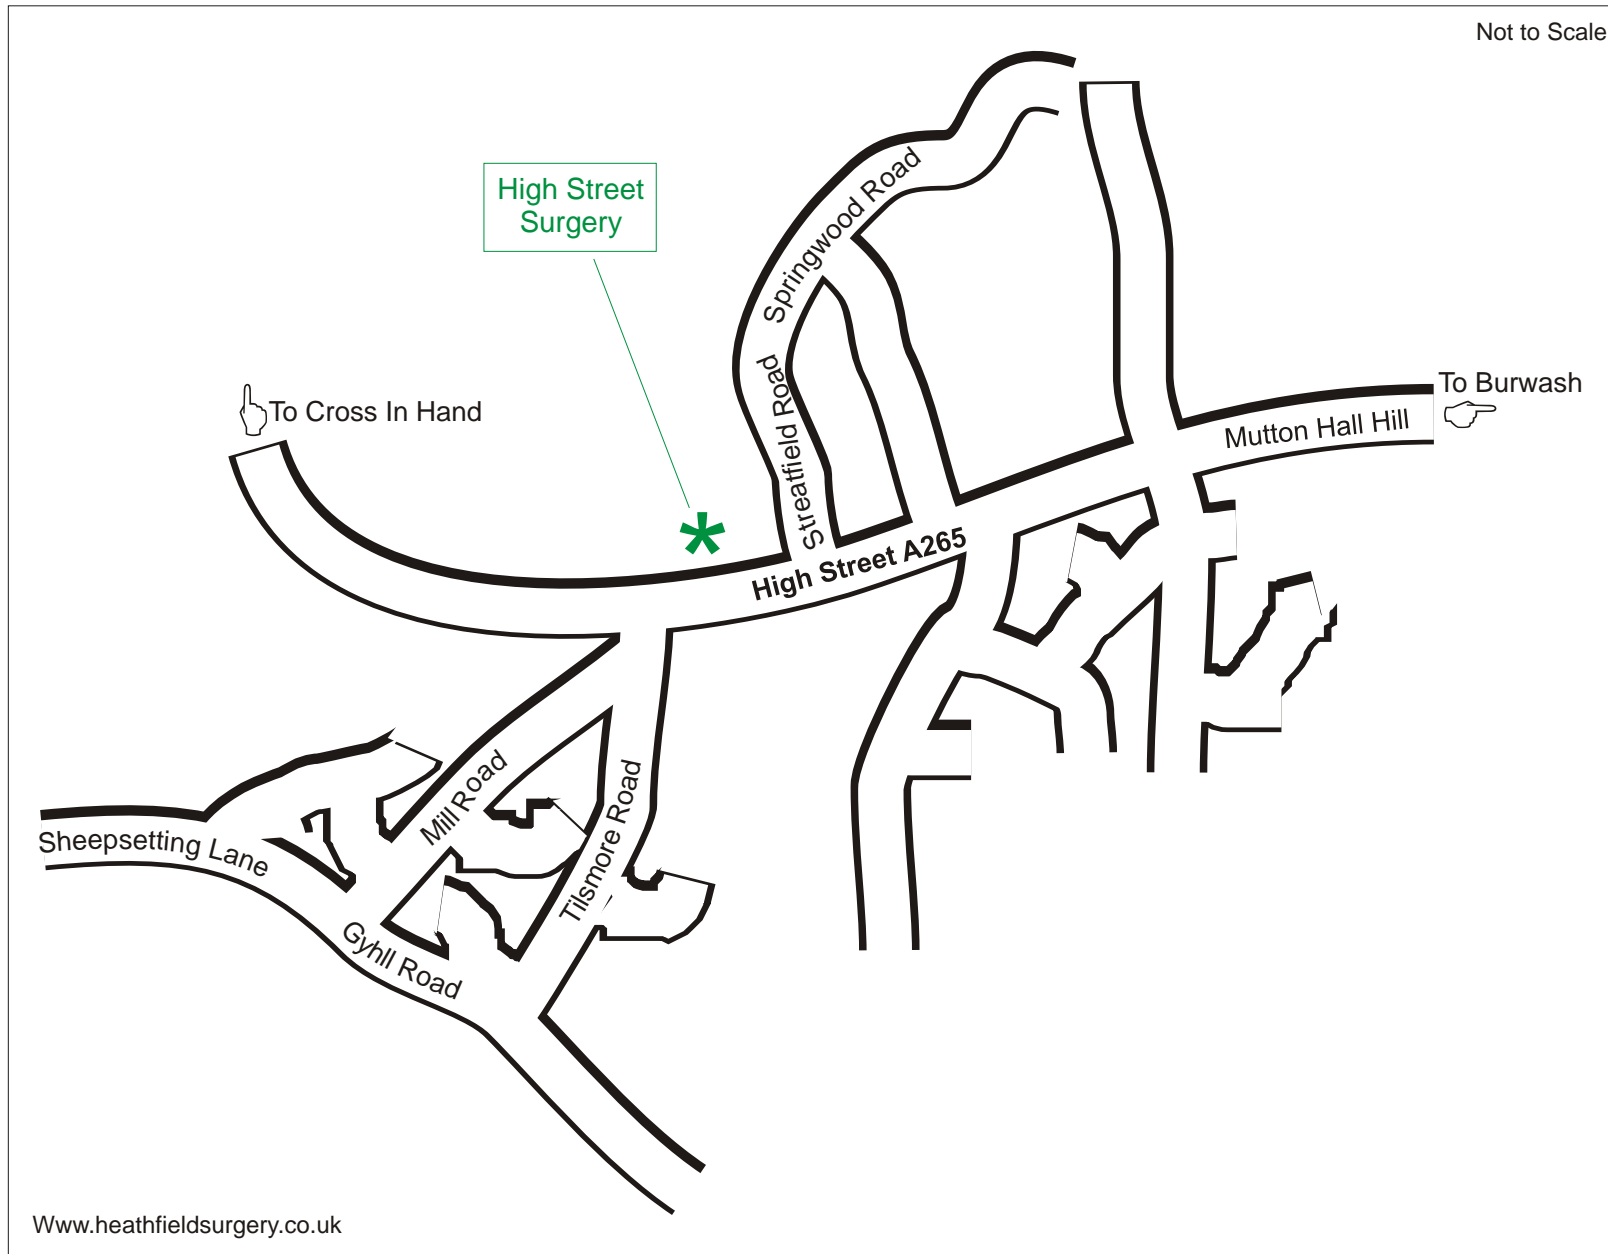 Not to Scale
High Street
Surgery
Springwood Road
Streatfield Road
To Cross In Hand
To Burwash
Mutton Hall Hill
High Street A265
Mill Road
Tilsmore Road
Sheepsetting Lane
Gyhll Road
Www.heathfieldsurgery.co.uk